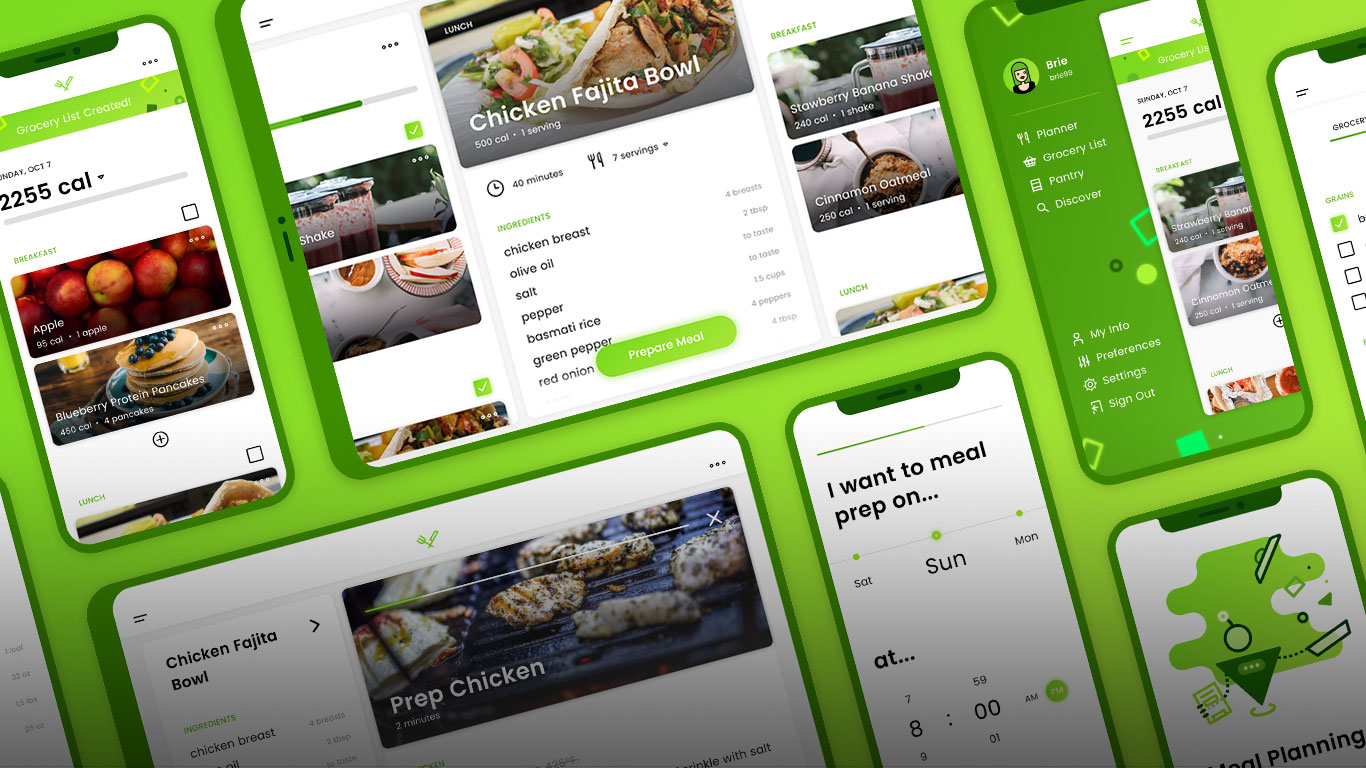 Grocery List Created!
SUNDAY, OCT 7
2255 cal
BREAKFAST
Apple
95 cal • 1 apple
Blueberry Protein Pancakes
450 cal • 4 pancakes
LUNCH
Shake
LUNCH
Chicken Fajita Bowl
500 cal • 1 serving
40 minutes
7 servings
INGREDIENTS
chicken breast
4 breasts
olive oil
2 tbsp
salt
to taste
pepper
to taste
basmati rice
1.5 cups
green pepper
4 peppers
red onion
4 tbsp
Prepare Meal
BREAKFAST
Stawberry Banana Shake
240 cal • 1 shake
Cinnamon Oatmeal
250 cal • 1 serving
LUNCH
Brie
brie99
Planner
Grocery List
Pantry
Discover
My Info
Preferences
Settings
Sign Out
Grocery Lis
SUNDAY, OCT 7
2255 cal
BREAKFAST
Strawberry Banan
240 cal • 1 serving
Cinnamon Oatme
250 cal • 1 serving
LUNCH
GROCERY
GRAINS
1 loaf
32 oz
1.5 lbs
25 oz
Chicken Fajita
Bowl
INGREDIENTS
chicken breast
4 breasts
oil
2 tbsp
to taste
Prep Chicken
2 minutes
CHICKEN
425°F
rinkle with salt
I want to meal
prep on...
Sat
Sun
Mon
at...
7
59
8 : 00
AM
PM
9
01
Meal Planning